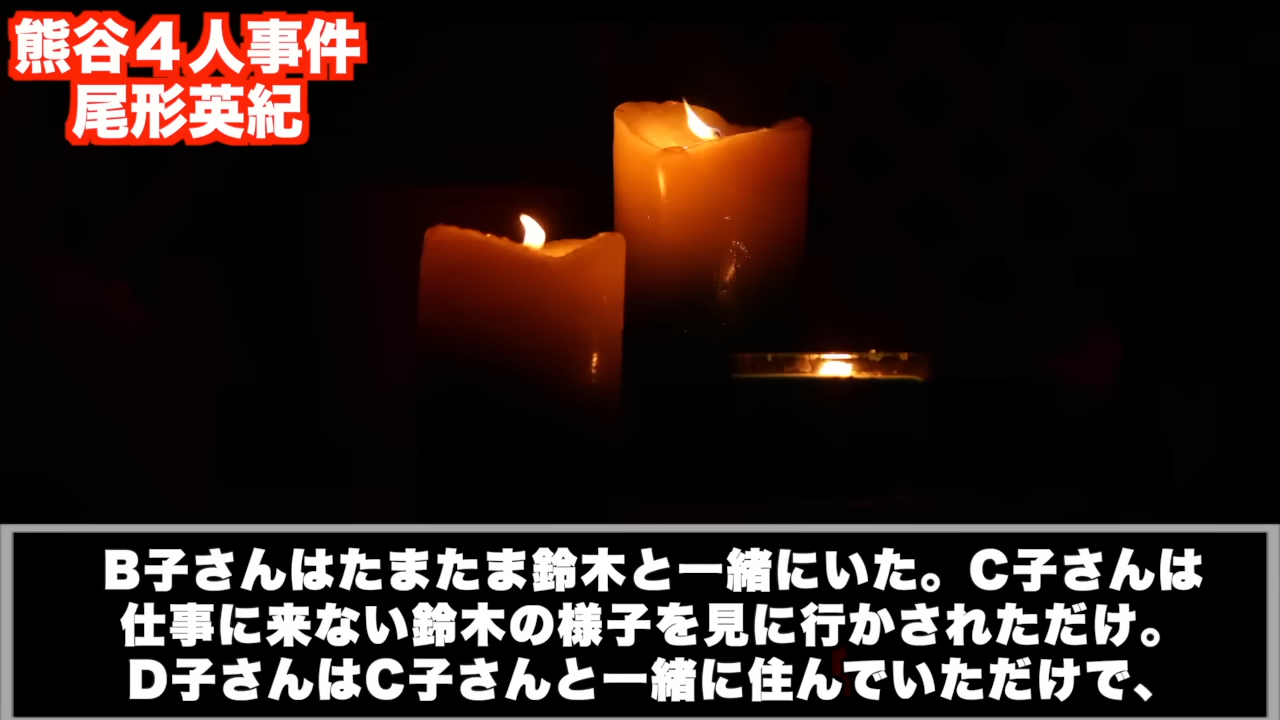 熊谷4人事件
尾形英紀
B子さんはたまたま鈴木と一緒にいた。C子さんは
仕事に来ない鈴木の様子を見に行かされただけ。
D子さんはC子さんと一緒に住んでいただけで、